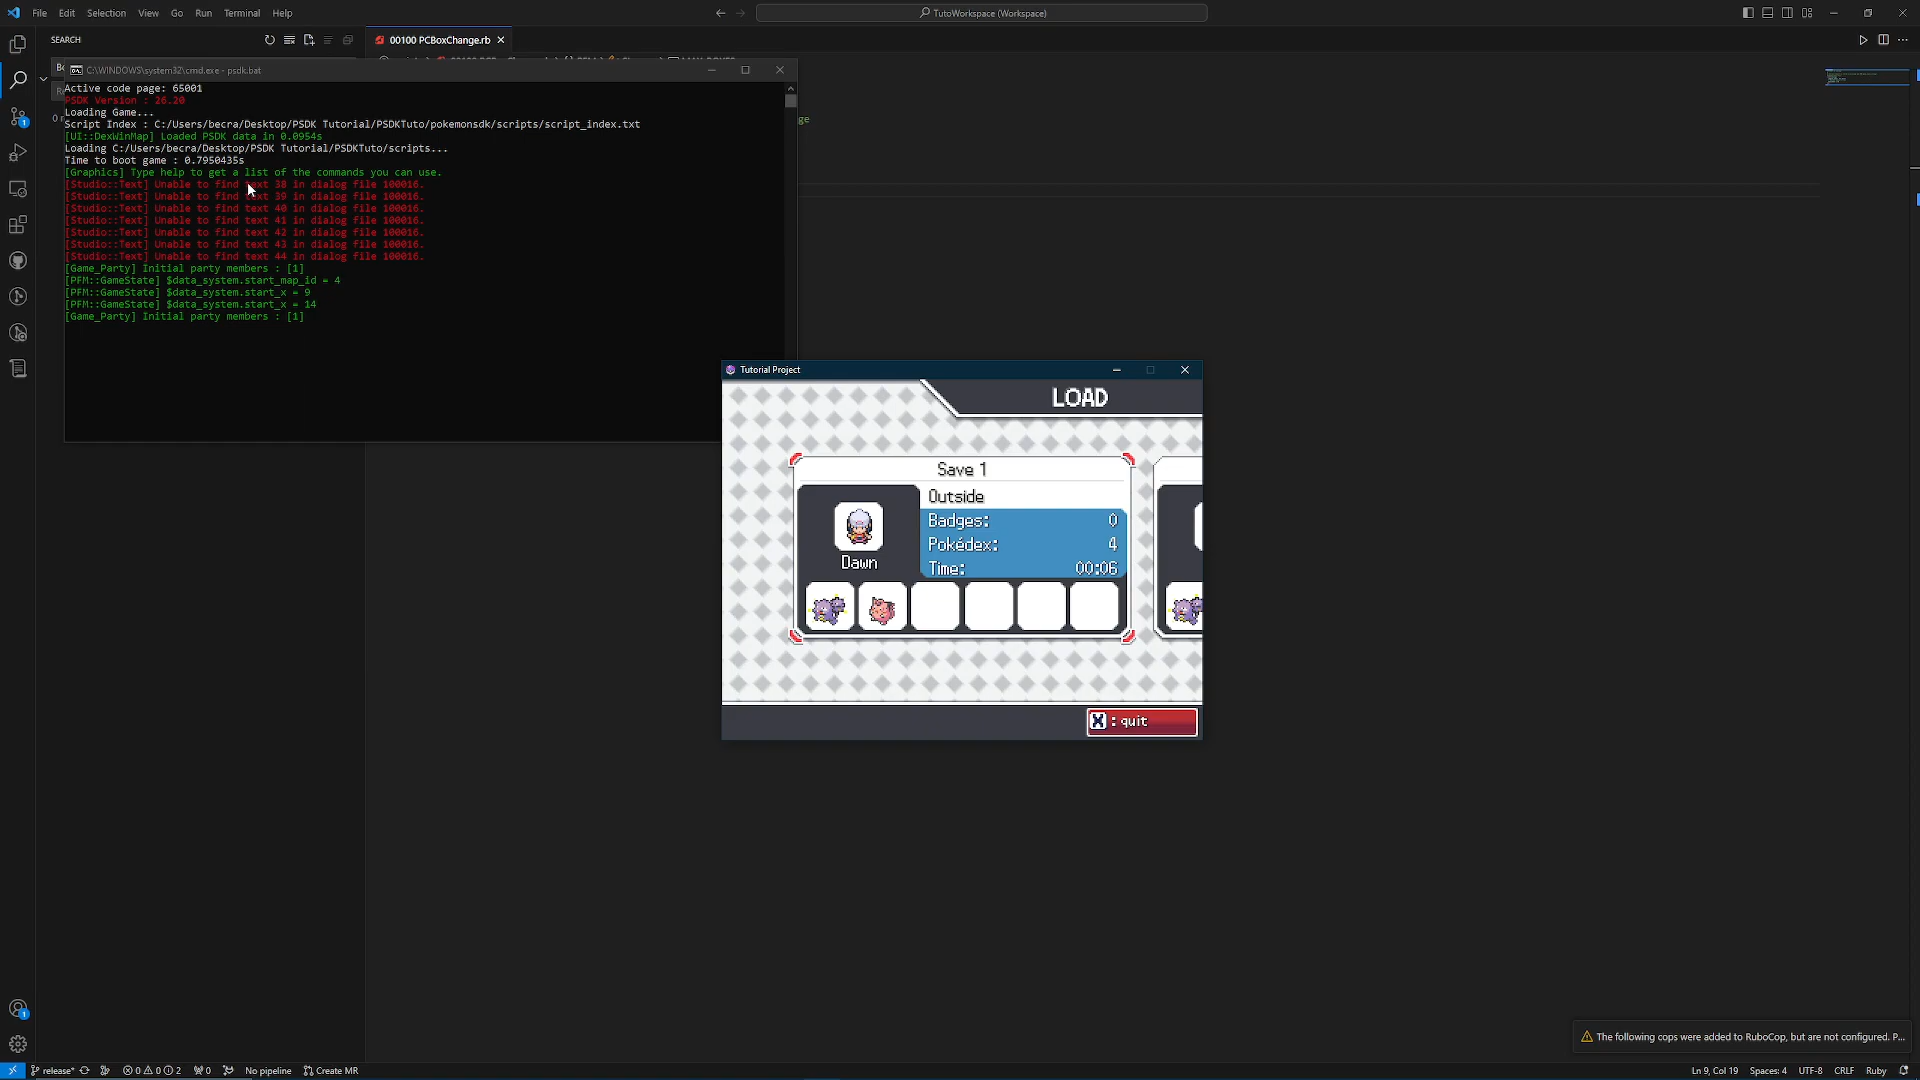 File Edit Selection View Go Run Terminal Help
TutoWorkspace (Workspace)
SEARCH
00100 PCBoxChange.rb
C:\WINDOWS\system32\cmd.exe - psdk.bat
Active code page: 65001
PSDK Version : 26.20
Loading Game...
Script Index : C:/Users/becra/Desktop/PSDK Tutorial/PSDKTuto/pokemonsdk/scripts/script_index.txt
[UI::DexWinMap] Loaded PSDK data in 0.0954s
Loading C:/Users/becra/Desktop/PSDK Tutorial/PSDKTuto/scripts...
Time to boot game : 0.7950435s
[Graphics] Type help to get a list of the commands you can use.
[Studio::Text] Unable to find text 38 in dialog file 100016.
[Studio::Text] Unable to find text 39 in dialog file 100016.
[Studio::Text] Unable to find text 40 in dialog file 100016.
[Studio::Text] Unable to find text 41 in dialog file 100016.
[Studio::Text] Unable to find text 42 in dialog file 100016.
[Studio::Text] Unable to find text 43 in dialog file 100016.
[Studio::Text] Unable to find text 44 in dialog file 100016.
[Game_Party] Initial party members : [1]
[PFM::GameState] $data_system.start_map_id = 4
[PFM::GameState] $data_system.start_x = 9
[PFM::GameState] $data_system.start_x = 14
[Game_Party] Initial party members : [1]
ge
Tutorial Project
LOAD
Save 1
Outside
Badges: 0
Pokédex: 4
Time: 00:06
Dawn
X : quit
The following cops were added to RuboCop, but are not configured. P...
release* 0 0 2 0 No pipeline Create MR
Ln 9, Col 19 Spaces: 4 UTF-8 CRLF Ruby